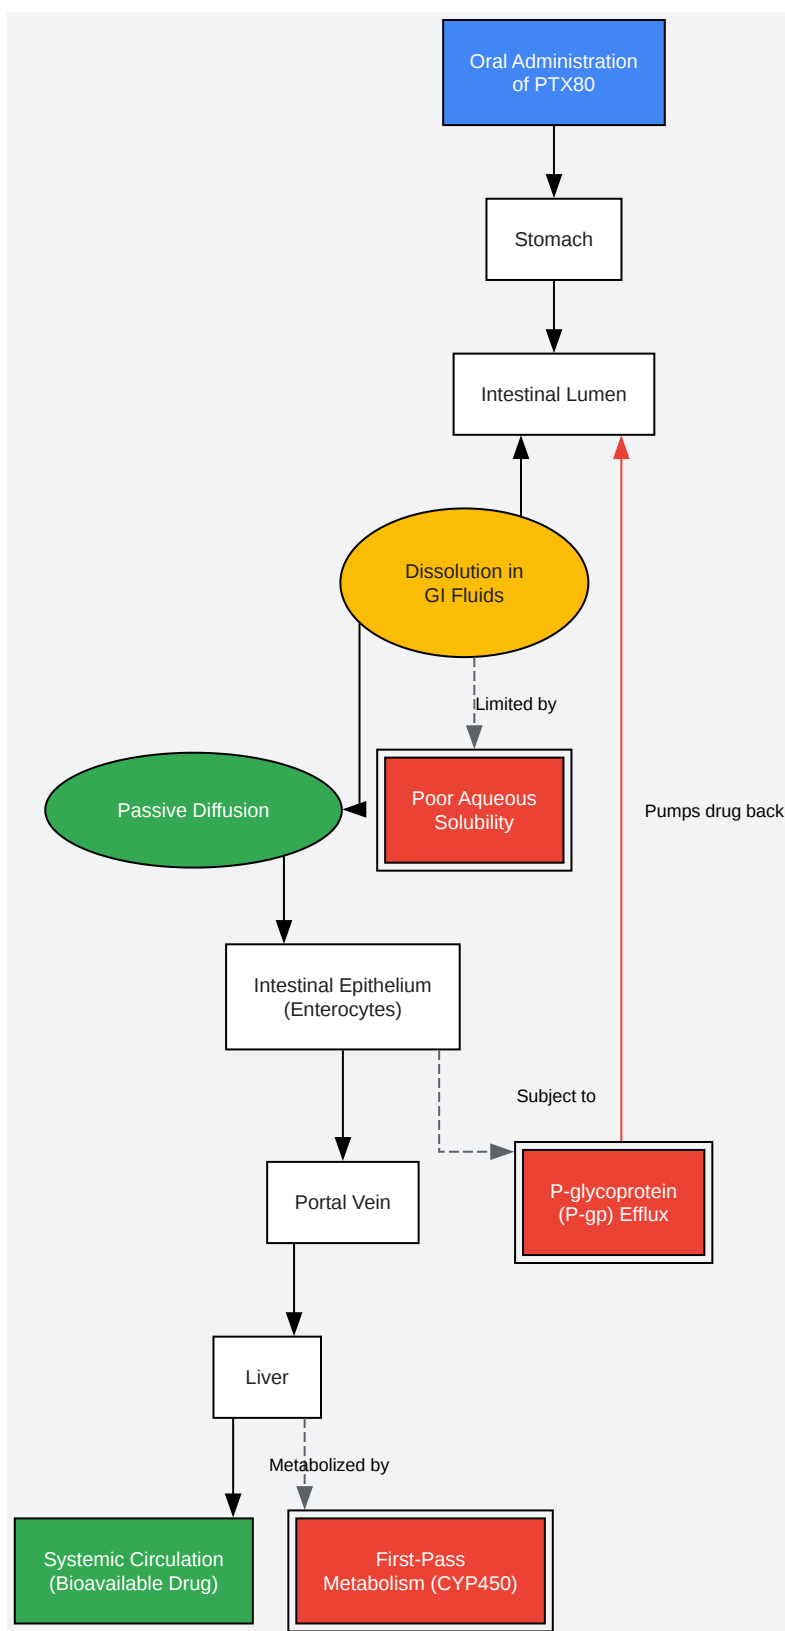 Oral Administration
of PTX80
Stomach
Intestinal Lumen
Dissolution in
GI Fluids
Limited by
Poor Aqueous
Solubility
Passive Diffusion
Pumps drug back
Intestinal Epithelium
(Enterocytes)
Subject to
P-glycoprotein
(P-gp) Efflux
Portal Vein
Liver
Metabolized by
Systemic Circulation
(Bioavailable Drug)
First-Pass
Metabolism (CYP450)